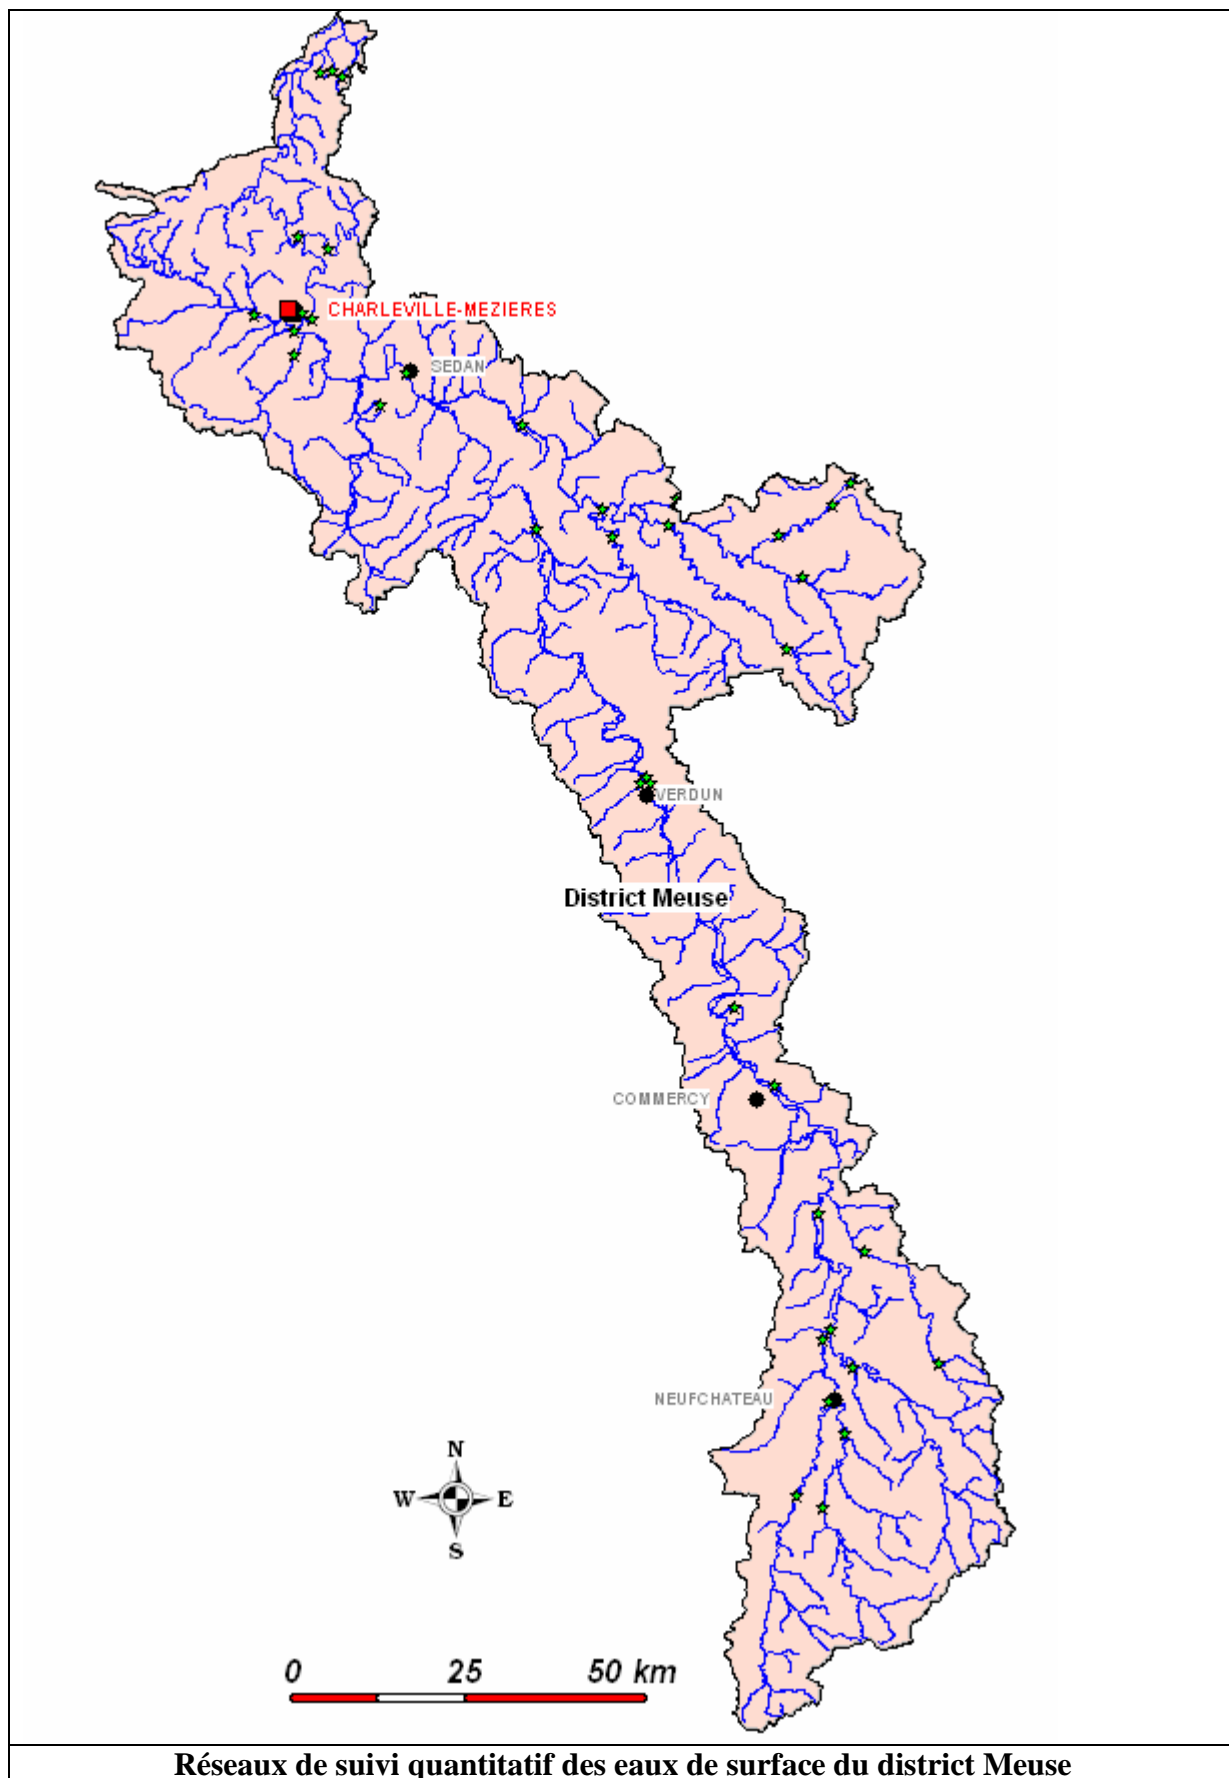 CHARLEVILLE-MEZIERES
SEDAN
VERDUN
District Meuse
COMMERCY
NEUFCHATEAU
N
W E
S
0 25 50 km
Réseaux de suivi quantitatif des eaux de surface du district Meuse